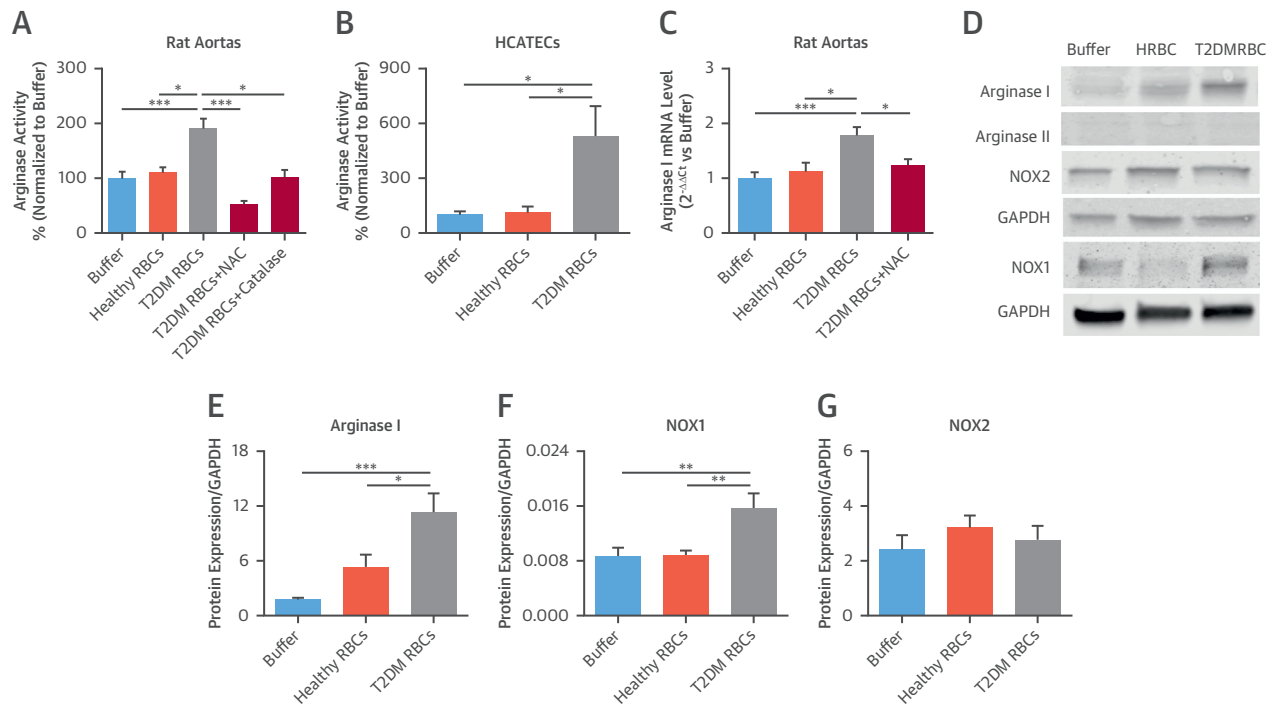 A
Rat Aortas
Arginase Activity
% (Normalized to Buffer)
300
200
100
0
***
*
***
*
Buffer
Healthy RBCs
T2DM RBCs
T2DM RBCs+NAC
T2DM RBCs+Catalase
B
HCATECs
Arginase Activity
% (Normalized to Buffer)
900
600
300
0
*
*
Buffer
Healthy RBCs
T2DM RBCs
C
Rat Aortas
Arginase I mRNA Level
(2-ΔΔCt vs Buffer)
3
2
1
0
*
***
*
Buffer
Healthy RBCs
T2DM RBCs
T2DM RBCs+NAC
D
Buffer HRBC T2DMRBC
Arginase I
Arginase II
NOX2
GAPDH
NOX1
GAPDH
E
Arginase I
Protein Expression/GAPDH
18
12
6
0
***
*
Buffer
Healthy RBCs
T2DM RBCs
F
NOX1
Protein Expression/GAPDH
0.024
0.016
0.008
0.000
**
**
Buffer
Healthy RBCs
T2DM RBCs
G
NOX2
Protein Expression/GAPDH
6
4
2
0
Buffer
Healthy RBCs
T2DM RBCs